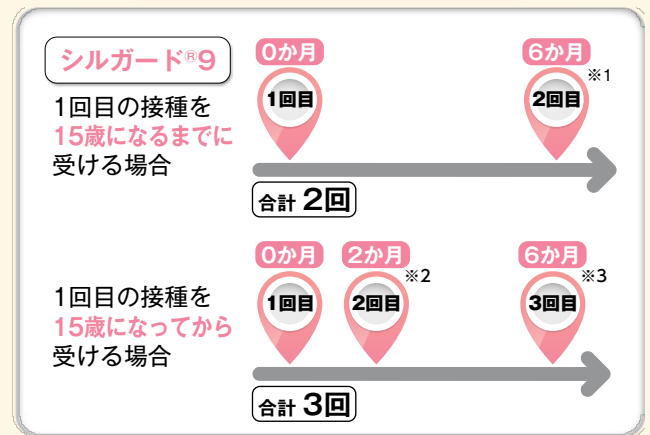 シルガード®9
1回目の接種を
15歳になるまでに
受ける場合
0か月
6か月
1回目
2回目
※1
合計 2回
1回目の接種を
15歳になってから
受ける場合
0か月
2か月
6か月
1回目
2回目
※2
3回目
※3
合計 3回